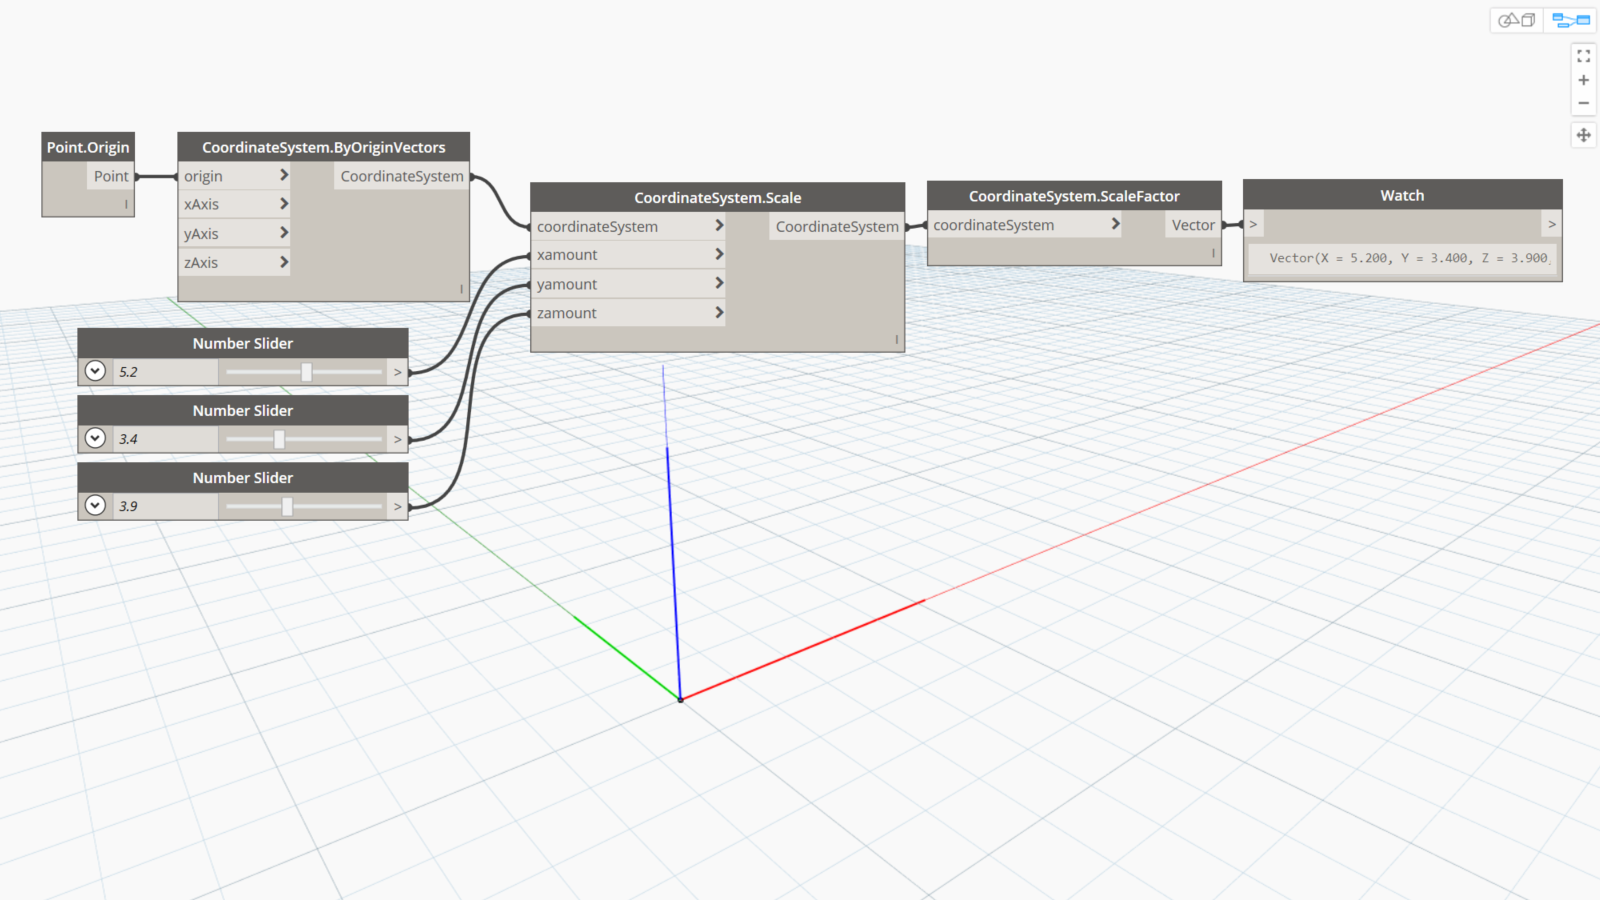 Point.Origin
Point
CoordinateSystem.ByOriginVectors
origin
CoordinateSystem
xAxis
yAxis
zAxis
CoordinateSystem.Scale
coordinateSystem
CoordinateSystem
xamount
yamount
zamount
CoordinateSystem.ScaleFactor
coordinateSystem
Vector
Watch
>
>
Vector(X = 5.200, Y = 3.400, Z = 3.900,
Number Slider
5.2
>
Number Slider
3.4
>
Number Slider
3.9
>